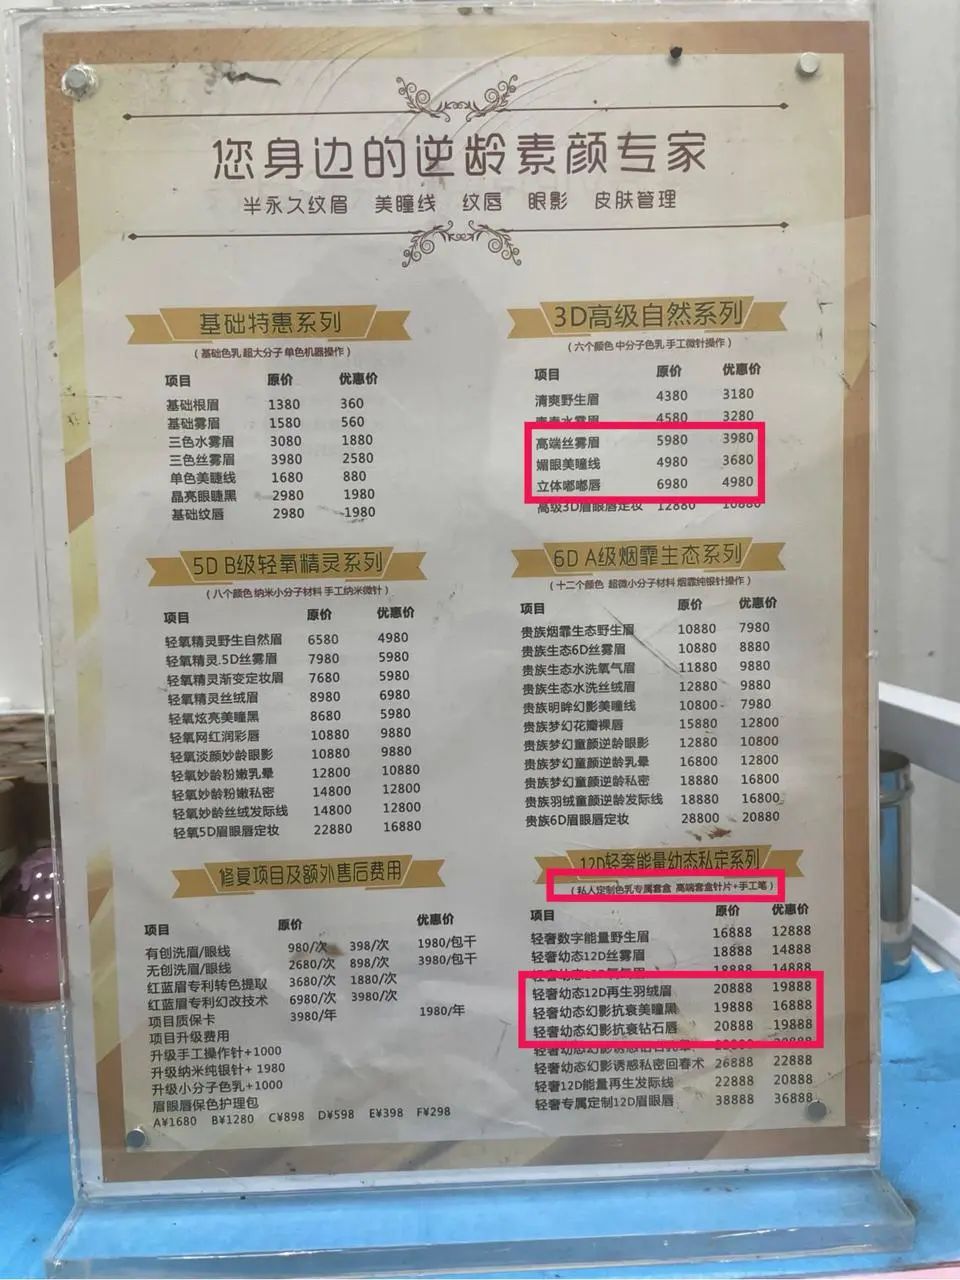 您身边的逆龄素颜专家
半永久纹眉 美瞳线 纹唇 眼影 皮肤管理
基础特惠系列
（基础色乳 超大分子 单色机器操作）
项目 原价 优惠价
基础根眉 1380 360
基础雾眉 1580 560
三色水雾眉 3080 1880
三色丝雾眉 3980 2580
单色美睫线 1680 880
晶亮眼睫黑 2980 1980
基础纹唇 2980 1980
3D高级自然系列
（六个颜色 中分子色乳 手工微针操作）
项目 原价 优惠价
清爽野生眉 4380 3180
水雾眉 4580 3280
高端丝雾眉 5980 3980
媚眼美瞳线 4980 3680
立体嘟嘟唇 6980 4980
高级3D眉眼唇定妆 12880 10880
5D B级轻氧精灵系列
（八个颜色 纳米小分子材料 手工纳米微针）
项目 原价 优惠价
轻氧精灵野生自然眉 6580 4980
轻氧精灵.5D丝雾眉 7980 5980
轻氧精灵渐变定妆眉 7680 5980
轻氧精灵丝绒眉 8980 6980
轻氧炫亮美瞳黑 8680 5980
轻氧网红润彩唇 10880 9880
轻氧淡颜妙龄眼影 10880 9880
轻氧妙龄粉嫩乳晕 12800 10880
轻氧妙龄粉嫩私密 14800 12800
轻氧妙龄丝绒发际线 14800 12800
轻氧5D眉眼唇定妆 22880 16880
6D A级烟霏生态系列
（十二个颜色 超微小分子材料 烟霏纯银针操作）
项目 原价 优惠价
贵族烟霏生态野生眉 10880 7980
贵族生态6D丝雾眉 10880 8880
贵族生态水洗氧气眉 11880 9880
贵族生态水洗丝绒眉 12880 9880
贵族明眸幻影美瞳线 10800 7980
贵族梦幻花瓣裸唇 15880 12800
贵族梦幻童颜逆龄眼影 12880 10800
贵族梦幻童颜逆龄乳晕 16800 12800
贵族梦幻童颜逆龄私密 18880 16800
贵族羽绒童颜逆龄发际线 18880 16800
贵族6D眉眼唇定妆 28800 20880
修复项目及额外售后费用
项目 原价 优惠价
有创洗眉/眼线 980/次 398/次 1980/包干
无创洗眉/眼线 2680/次 898/次 3980/包干
红蓝眉专利转色提取 3680/次 1880/次
红蓝眉专利幻改技术 6980/次 3980/次
项目质保卡 3980/年 1980/年
项目升级费用
升级手工操作针+1000
升级纳米纯银针+1980
升级小分子色乳+1000
眉眼唇保色护理包
A¥1680 B¥1280 C¥898 D¥598 E¥398 F¥298
12D轻奢能量幼态私定系列
（私人定制色乳专属套盒 高端套盒针片+手工笔）
项目 原价 优惠价
轻奢数字能量野生眉 16888 12888
轻奢幼态12D丝雾眉 18888 14888
18888 14888
轻奢幼态12D再生羽绒眉 20888 19888
轻奢幼态幻影抗衰美瞳黑 19888 16888
轻奢幼态幻影抗衰钻石唇 20888 19888
轻奢幼态幻影诱惑
轻奢幼态幻影诱惑私密回春术 26888 22888
轻奢12D能量再生发际线 22888 20888
轻奢专属定制12D眉眼唇 38888 36888